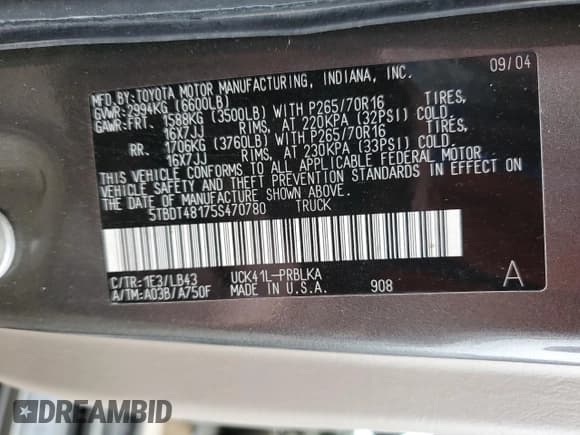 09/04
MFD.BY: TOYOTA MOTOR MANUFACTURING, INDIANA, INC.
GVWR: 2994KG (6600LB)
GAWR: FRT. 1588KG (3500LB) WITH P265/70R16 TIRES,
16X7JJ RIMS, AT 220KPA (32PSI) COLD.
RR. 1706KG (3760LB) WITH P265/70R16 TIRES,
16X7JJ RIMS, AT 230KPA (33PSI) COLD.
THIS VEHICLE CONFORMS TO ALL APPLICABLE FEDERAL MOTOR
VEHICLE SAFETY AND THEFT PREVENTION STANDARDS IN EFFECT ON
THE DATE OF MANUFACTURE SHOWN ABOVE.
5TBDT48175S470780 TRUCK
C/TR: 1E3/LB43 UCK41L-PRBLKA
A/TM: A03B/A750F MADE IN U.S.A. 908
A
DREAMBID